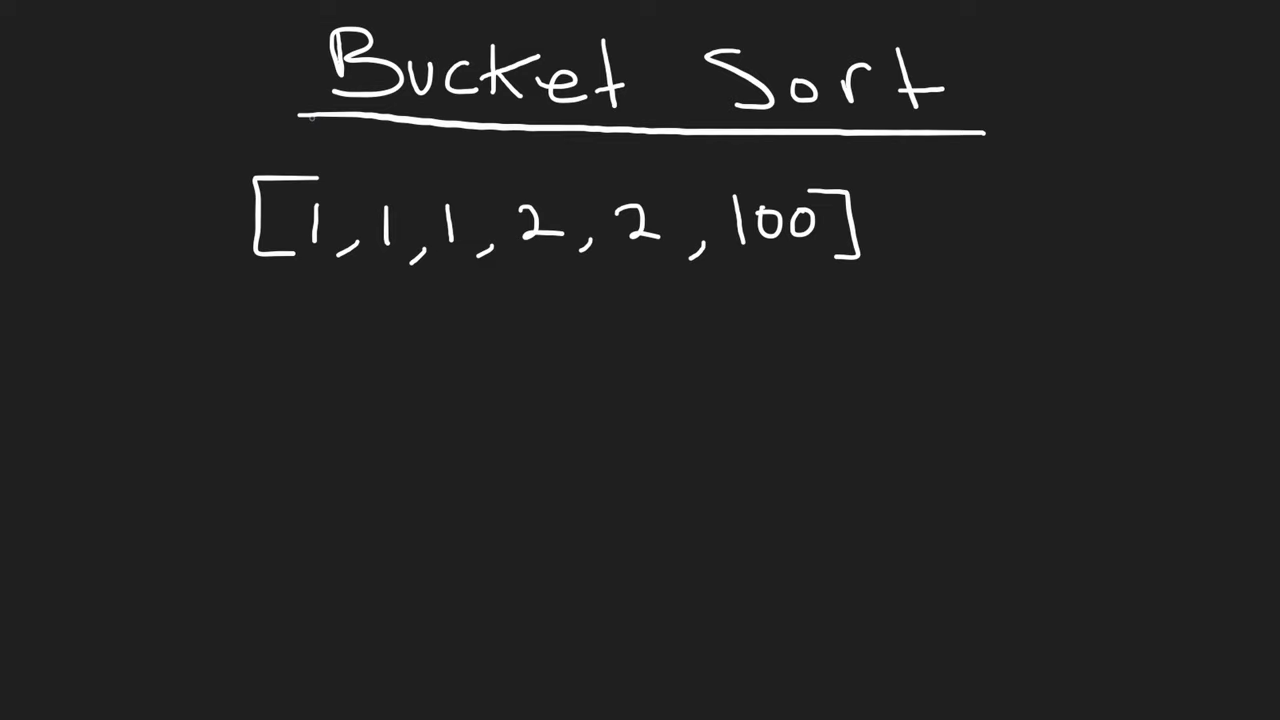 Bucket Sort
[1, 1, 1, 2, 2, 100]